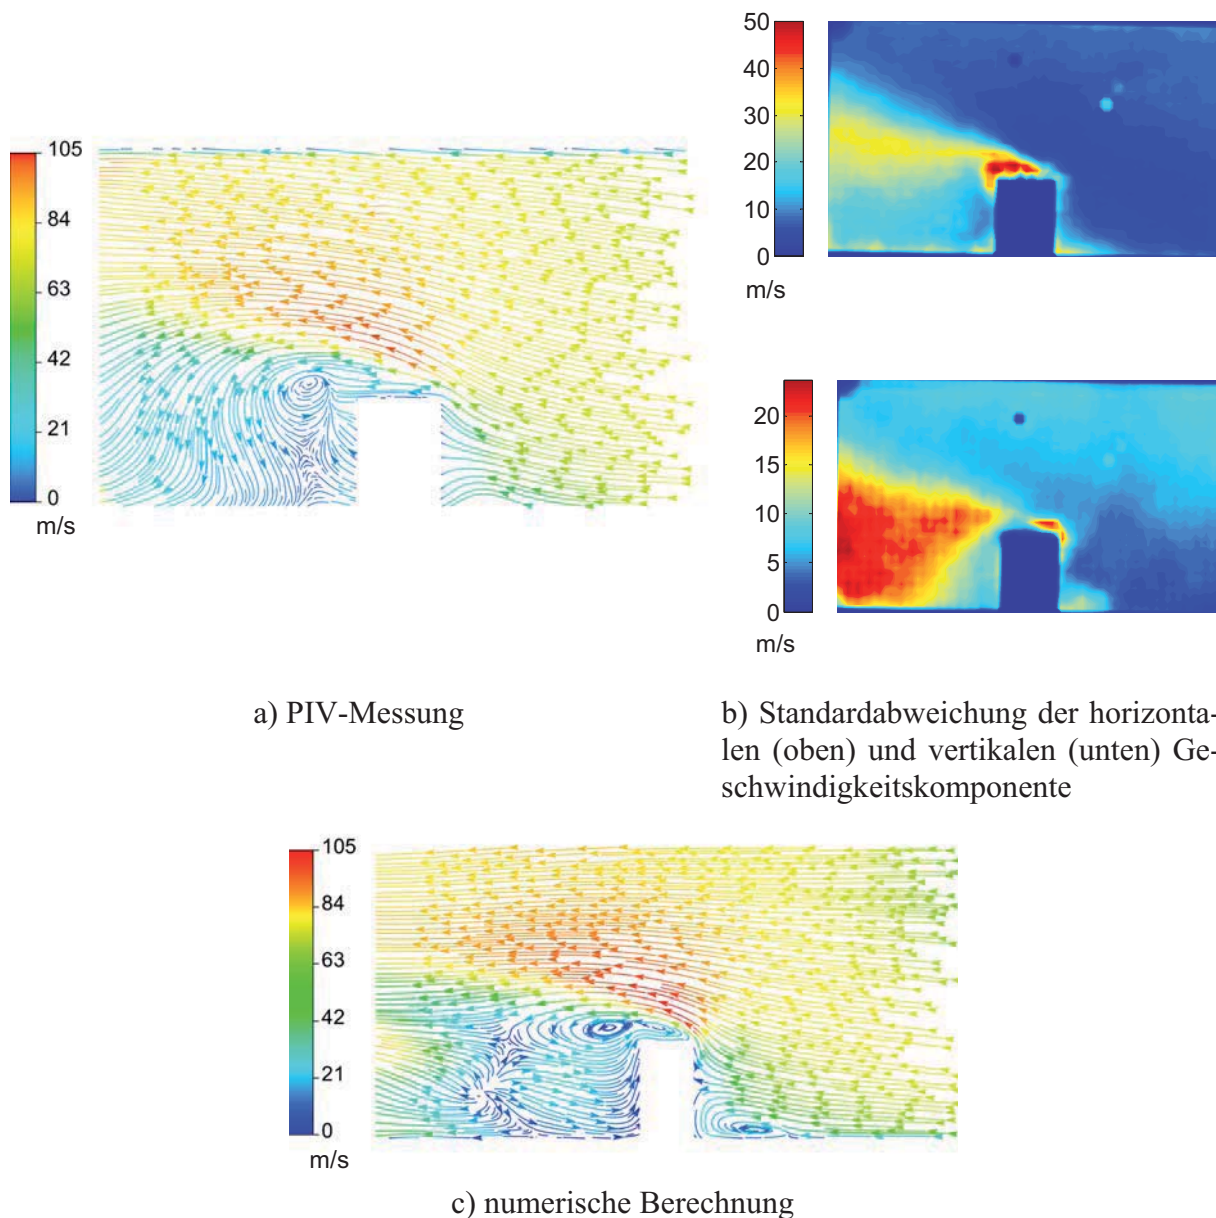 105
84
63
42
21
0
m/s
50
40
30
20
10
0
m/s
20
15
10
5
0
m/s
a) PIV-Messung
b) Standardabweichung der horizonta-
len (oben) und vertikalen (unten) Ge-
schwindigkeitskomponente
105
84
63
42
21
0
m/s
c) numerische Berechnung